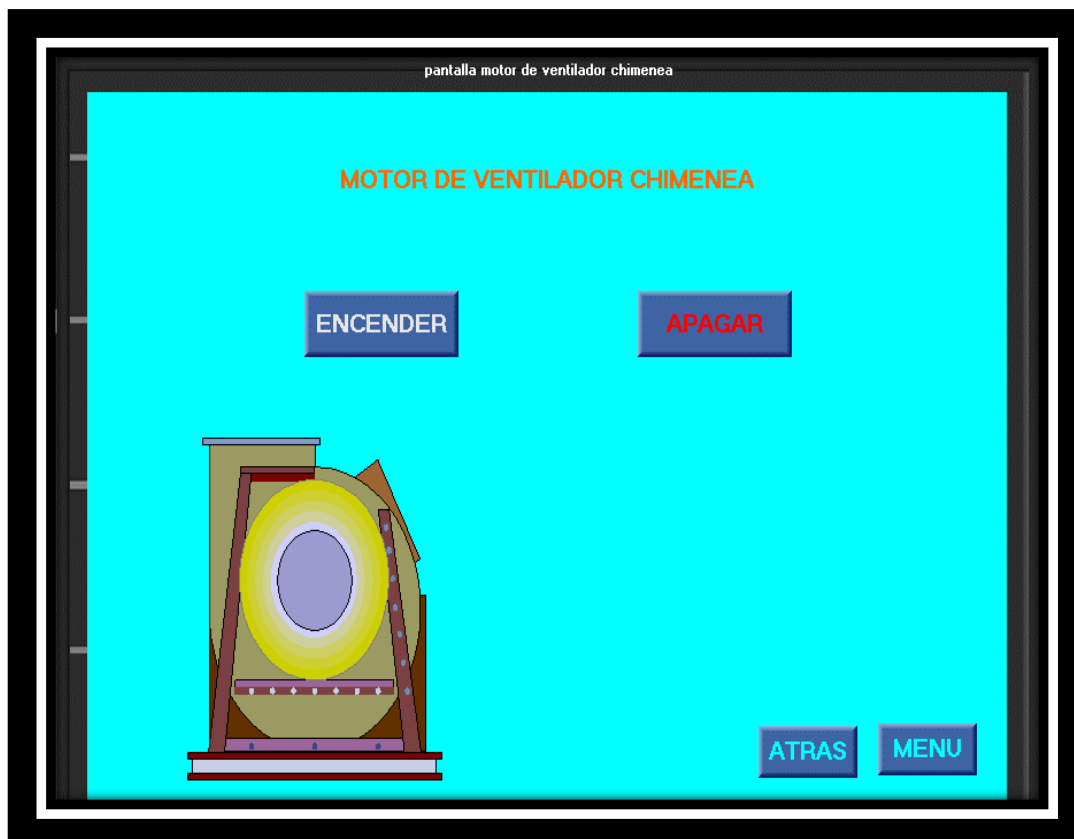 pantalla motor de ventilador chimenea
MOTOR DE VENTILADOR CHIMENEA
ENCENDER
APAGAR
ATRAS
MENU